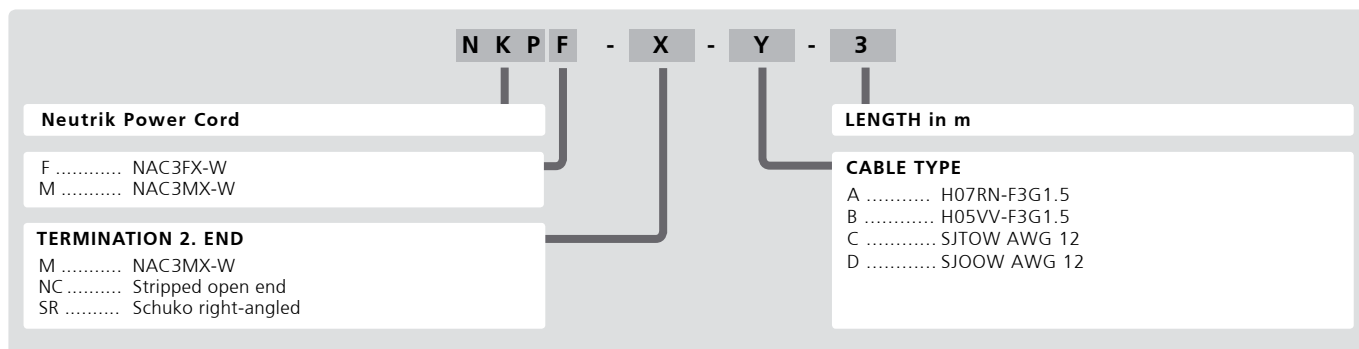 N K P F - X - Y - 3
Neutrik Power Cord
F ............ NAC3FX-W
M ........... NAC3MX-W
TERMINATION 2. END
M ........... NAC3MX-W
NC .......... Stripped open end
SR .......... Schuko right-angled
LENGTH in m
CABLE TYPE
A ........... H07RN-F3G1.5
B ............ H05VV-F3G1.5
C ............ SJTOW AWG 12
D ............ SJOOW AWG 12